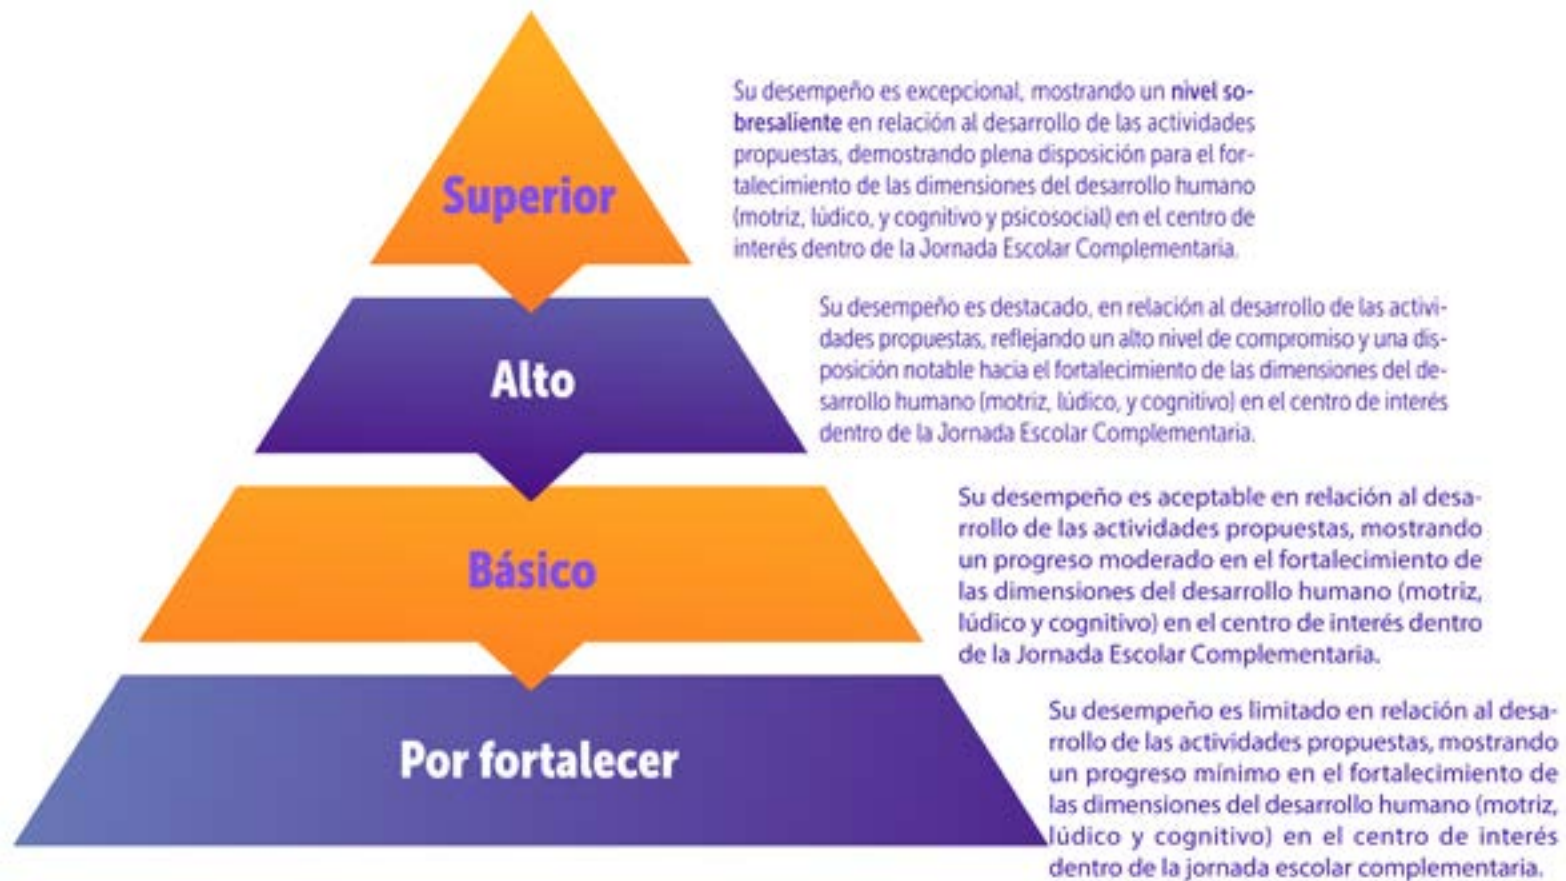 Superior
Su desempeño es excepcional, mostrando un nivel so-
bresaliente en relación al desarrollo de las actividades
propuestas, demostrando plena disposición para el for-
talecimiento de las dimensiones del desarrollo humano
(motriz, lúdico, y cognitivo y psicosocial) en el centro de
interés dentro de la Jornada Escolar Complementaria.
Alto
Su desempeño es destacado, en relación al desarrollo de las activi-
dades propuestas, reflejando un alto nivel de compromiso y una dis-
posición notable hacia el fortalecimiento de las dimensiones del de-
sarrollo humano (motriz, lúdico, y cognitivo) en el centro de interés
dentro de la Jornada Escolar Complementaria.
Básico
Su desempeño es aceptable en relación al desa-
rrollo de las actividades propuestas, mostrando
un progreso moderado en el fortalecimiento de
las dimensiones del desarrollo humano (motriz,
lúdico y cognitivo) en el centro de interés dentro
de la Jornada Escolar Complementaria.
Por fortalecer
Su desempeño es limitado en relación al desa-
rrollo de las actividades propuestas, mostrando
un progreso mínimo en el fortalecimiento de
las dimensiones del desarrollo humano (motriz,
lúdico y cognitivo) en el centro de interés
dentro de la jornada escolar complementaria.